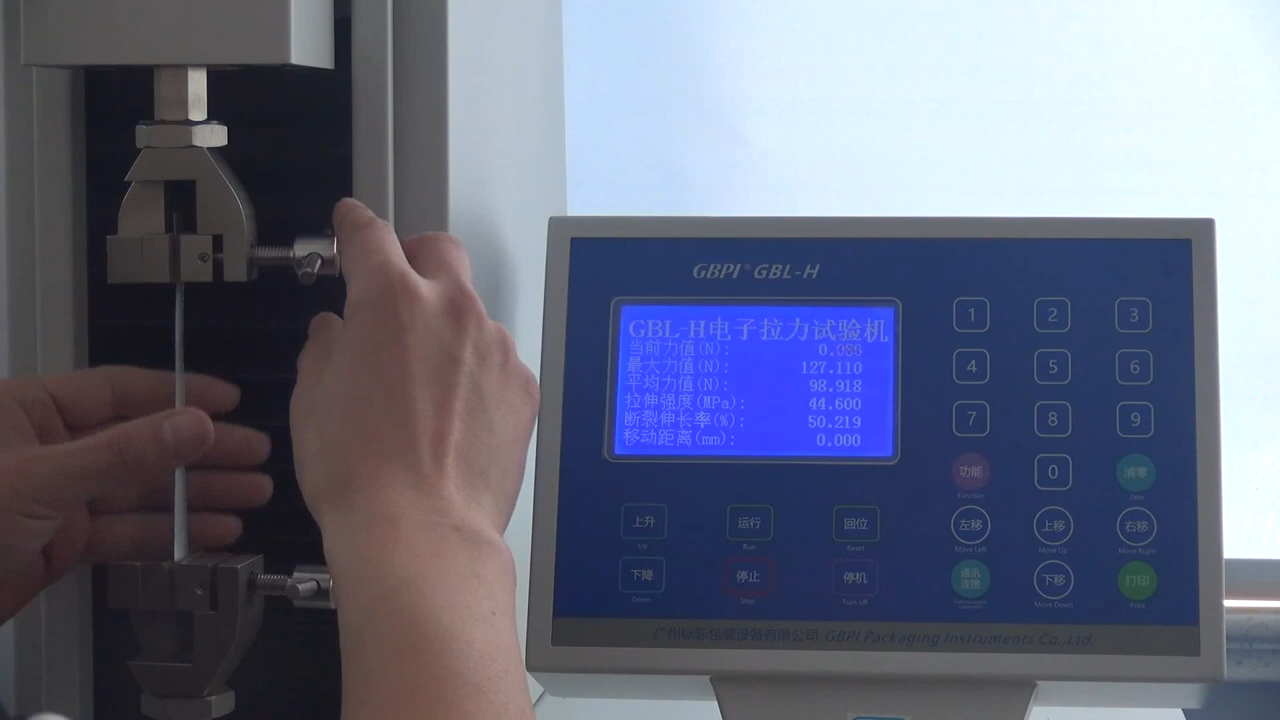 GBPI® GBL-H
GBL-H电子拉力试验机
当前力值(N): 0.080
最大力值(N): 127.110
平均力值(N): 98.918
拉伸强度(MPa): 44.600
断裂伸长率(%): 50.219
移动距离(mm): 0.000
1 2 3
4 5 6
7 8 9
功能 0 清零
Function Zero
上升 运行 回位 左移 上移 右移
Up Run Reset Move Left Move Up Move Right
下降 停止 停机 通讯连接 下移 打印
Down Stop Turn off Move Down Print
广州标际包装设备有限公司 GBPI Packaging Instruments Co.,Ltd.